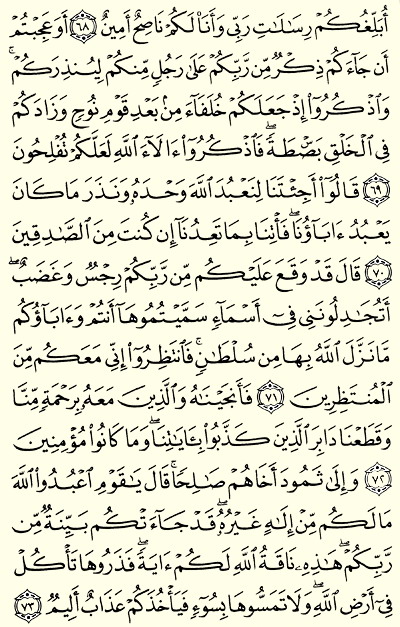 أُبَلِّغُكُمْ رِسَٰلَٰتِ رَبِّى وَأَنَا۠ لَكُمْ نَاصِحٌ أَمِينٌ ٦٨ أَوَعَجِبْتُمْ
أَن جَآءَكُمْ ذِكْرٌ مِّن رَّبِّكُمْ عَلَىٰ رَجُلٍ مِّنكُمْ لِيُنذِرَكُمْ ۚ
وَٱذْكُرُوٓا۟ إِذْ جَعَلَكُمْ خُلَفَآءَ مِنۢ بَعْدِ قَوْمِ نُوحٍ وَزَادَكُمْ
فِى ٱلْخَلْقِ بَصْۜطَةً ۖ فَٱذْكُرُوٓا۟ ءَالَآءَ ٱللَّهِ لَعَلَّكُمْ تُفْلِحُونَ
٦٩ قَالُوٓا۟ أَجِئْتَنَا لِنَعْبُدَ ٱللَّهَ وَحْدَهُۥ وَنَذَرَ مَا كَانَ
يَعْبُدُ ءَابَآؤُنَا ۖ فَأْتِنَا بِمَا تَعِدُنَآ إِن كُنتَ مِنَ ٱلصَّٰدِقِينَ
٧٠ قَالَ قَدْ وَقَعَ عَلَيْكُم مِّن رَّبِّكُمْ رِجْسٌ وَغَضَبٌ ۖ
أَتُجَٰدِلُونَنِى فِىٓ أَسْمَآءٍ سَمَّيْتُمُوهَآ أَنتُمْ وَءَابَآؤُكُم
مَّا نَزَّلَ ٱللَّهُ بِهَا مِن سُلْطَٰنٍ ۚ فَٱنتَظِرُوٓا۟ إِنِّى مَعَكُم مِّنَ
ٱلْمُنتَظِرِينَ ٧١ فَأَنجَيْنَٰهُ وَٱلَّذِينَ مَعَهُۥ بِرَحْمَةٍ مِّنَّا
وَقَطَعْنَا دَابِرَ ٱلَّذِينَ كَذَّبُوا۟ بِـَٔايَٰتِنَا ۖ وَمَا كَانُوا۟ مُؤْمِنِينَ
٧٢ وَإِلَىٰ ثَمُودَ أَخَاهُمْ صَٰلِحًا ۗ قَالَ يَٰقَوْمِ ٱعْبُدُوا۟ ٱللَّهَ
مَا لَكُم مِّنْ إِلَٰهٍ غَيْرُهُۥ ۖ قَدْ جَآءَتْكُم بَيِّنَةٌ مِّن
رَّبِّكُمْ ۖ هَٰذِهِۦ نَاقَةُ ٱللَّهِ لَكُمْ ءَايَةً ۖ فَذَرُوهَا تَأْكُلْ
فِىٓ أَرْضِ ٱللَّهِ ۖ وَلَا تَمَسُّوهَا بِسُوٓءٍ فَيَأْخُذَكُمْ عَذَابٌ أَلِيمٌ ٧٣